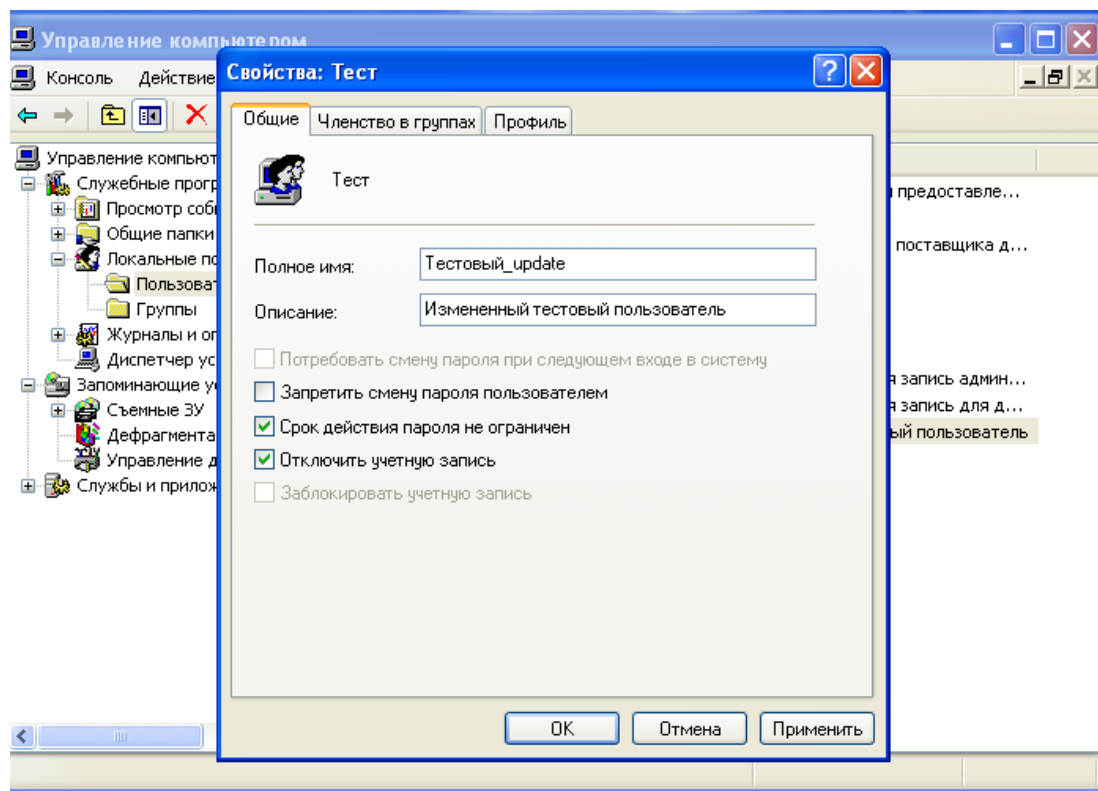 Управление компьютером
Консоль Действие
Управление компьют
Служебные прогр
Просмотр собы
Общие папки
Локальные по
Пользоват
Группы
Журналы и оп
Диспетчер ус
Запоминающие у
Съемные ЗУ
Дефрагмента
Управление д
Службы и прилож
Свойства: Тест
Общие Членство в группах Профиль
Тест
Полное имя: Тестовый_update
Описание: Измененный тестовый пользователь
Потребовать смену пароля при следующем входе в систему
Запретить смену пароля пользователем
Срок действия пароля не ограничен
Отключить учетную запись
Заблокировать учетную запись
OK Отмена Применить
предоставле...
поставщика д...
я запись админ...
я запись для д...
ый пользователь